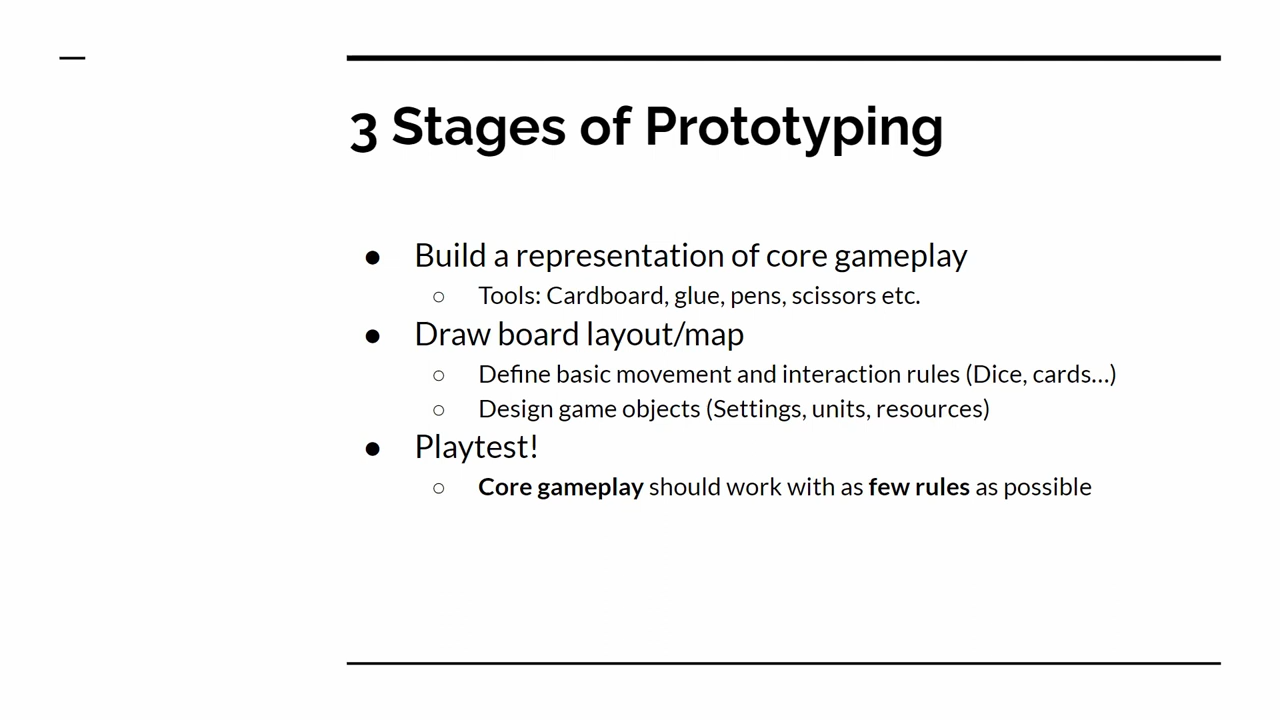 3 Stages of Prototyping
● Build a representation of core gameplay
○ Tools: Cardboard, glue, pens, scissors etc.
● Draw board layout/map
○ Define basic movement and interaction rules (Dice, cards...)
○ Design game objects (Settings, units, resources)
● Playtest!
○ Core gameplay should work with as few rules as possible